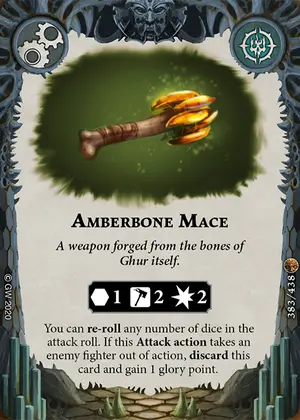 AMBERBONE MACE
A weapon forged from the bones of
Ghur itself.
1 2 2
You can re-roll any number of dice in the
attack roll. If this Attack action takes an
enemy fighter out of action, discard this
card and gain 1 glory point.
© GW 2020
383/438